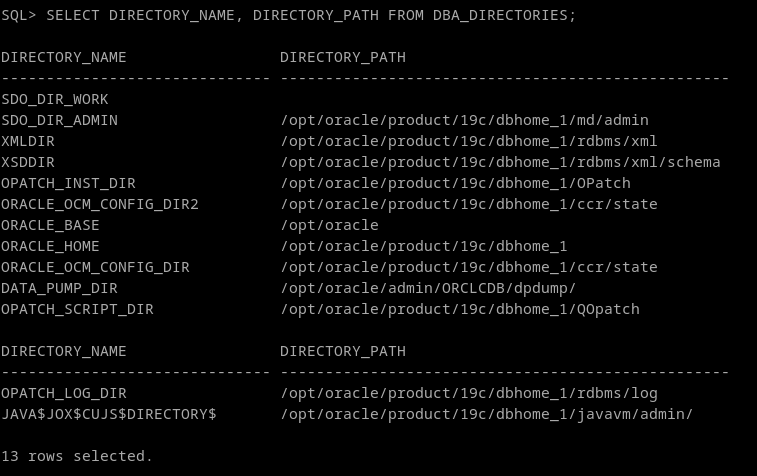 SQL> SELECT DIRECTORY_NAME, DIRECTORY_PATH FROM DBA_DIRECTORIES;
DIRECTORY_NAME                 DIRECTORY_PATH
------------------------------ --------------------------------------------------
SDO_DIR_WORK
SDO_DIR_ADMIN                  /opt/oracle/product/19c/dbhome_1/md/admin
XMLDIR                         /opt/oracle/product/19c/dbhome_1/rdbms/xml
XSDDIR                         /opt/oracle/product/19c/dbhome_1/rdbms/xml/schema
OPATCH_INST_DIR                /opt/oracle/product/19c/dbhome_1/OPatch
ORACLE_OCM_CONFIG_DIR2         /opt/oracle/product/19c/dbhome_1/ccr/state
ORACLE_BASE                    /opt/oracle
ORACLE_HOME                    /opt/oracle/product/19c/dbhome_1
ORACLE_OCM_CONFIG_DIR          /opt/oracle/product/19c/dbhome_1/ccr/state
DATA_PUMP_DIR                  /opt/oracle/admin/ORCLCDB/dpdump/
OPATCH_SCRIPT_DIR              /opt/oracle/product/19c/dbhome_1/QOpatch
DIRECTORY_NAME                 DIRECTORY_PATH
------------------------------ --------------------------------------------------
OPATCH_LOG_DIR                 /opt/oracle/product/19c/dbhome_1/rdbms/log
JAVA$JOX$CUJS$DIRECTORY$       /opt/oracle/product/19c/dbhome_1/javavm/admin/
13 rows selected.